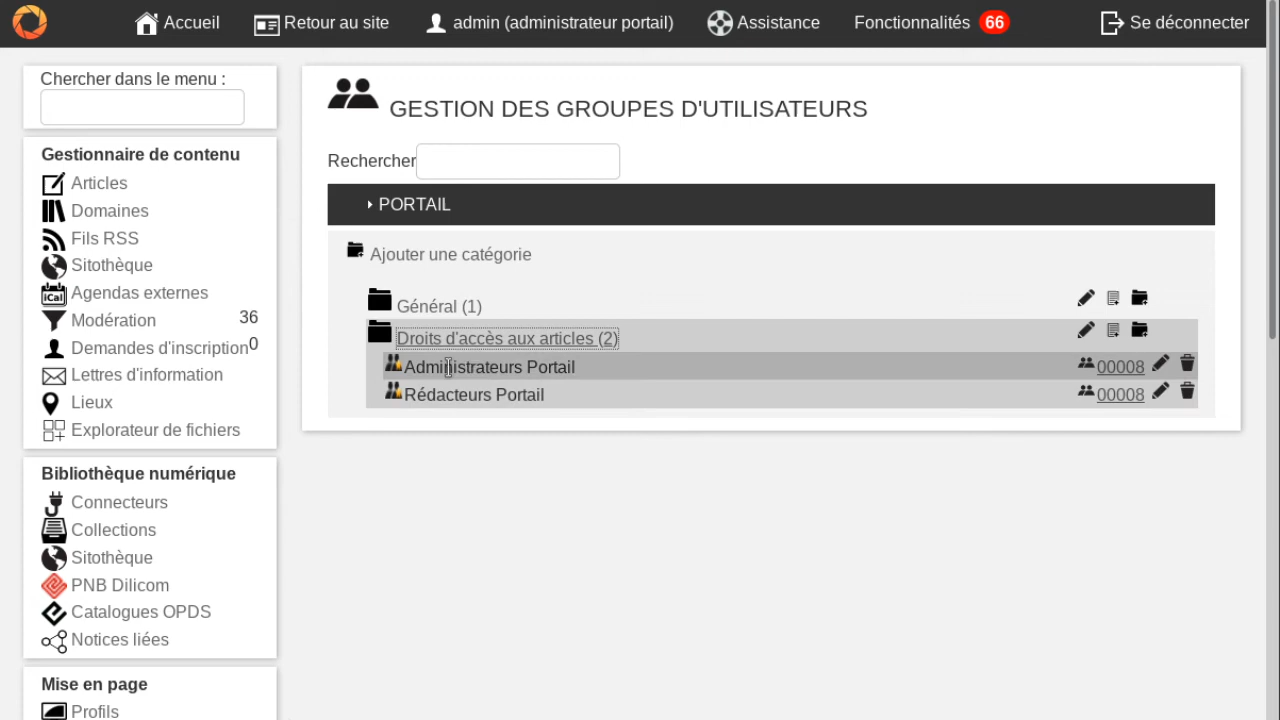 Accueil
Retour au site
admin (administrateur portail)
Assistance
Fonctionnalités 66
Se déconnecter
Chercher dans le menu :
Gestionnaire de contenu
Articles
Domaines
Fils RSS
Sitothèque
iCal Agendas externes
Modération 36
Demandes d'inscription 0
Lettres d'information
Lieux
Explorateur de fichiers
Bibliothèque numérique
Connecteurs
Collections
Sitothèque
PNB Dilicom
Catalogues OPDS
Notices liées
Mise en page
Profils
GESTION DES GROUPES D'UTILISATEURS
Rechercher
PORTAIL
Ajouter une catégorie
Général (1)
Droits d'accès aux articles (2)
Administrateurs Portail 00008
Rédacteurs Portail 00008